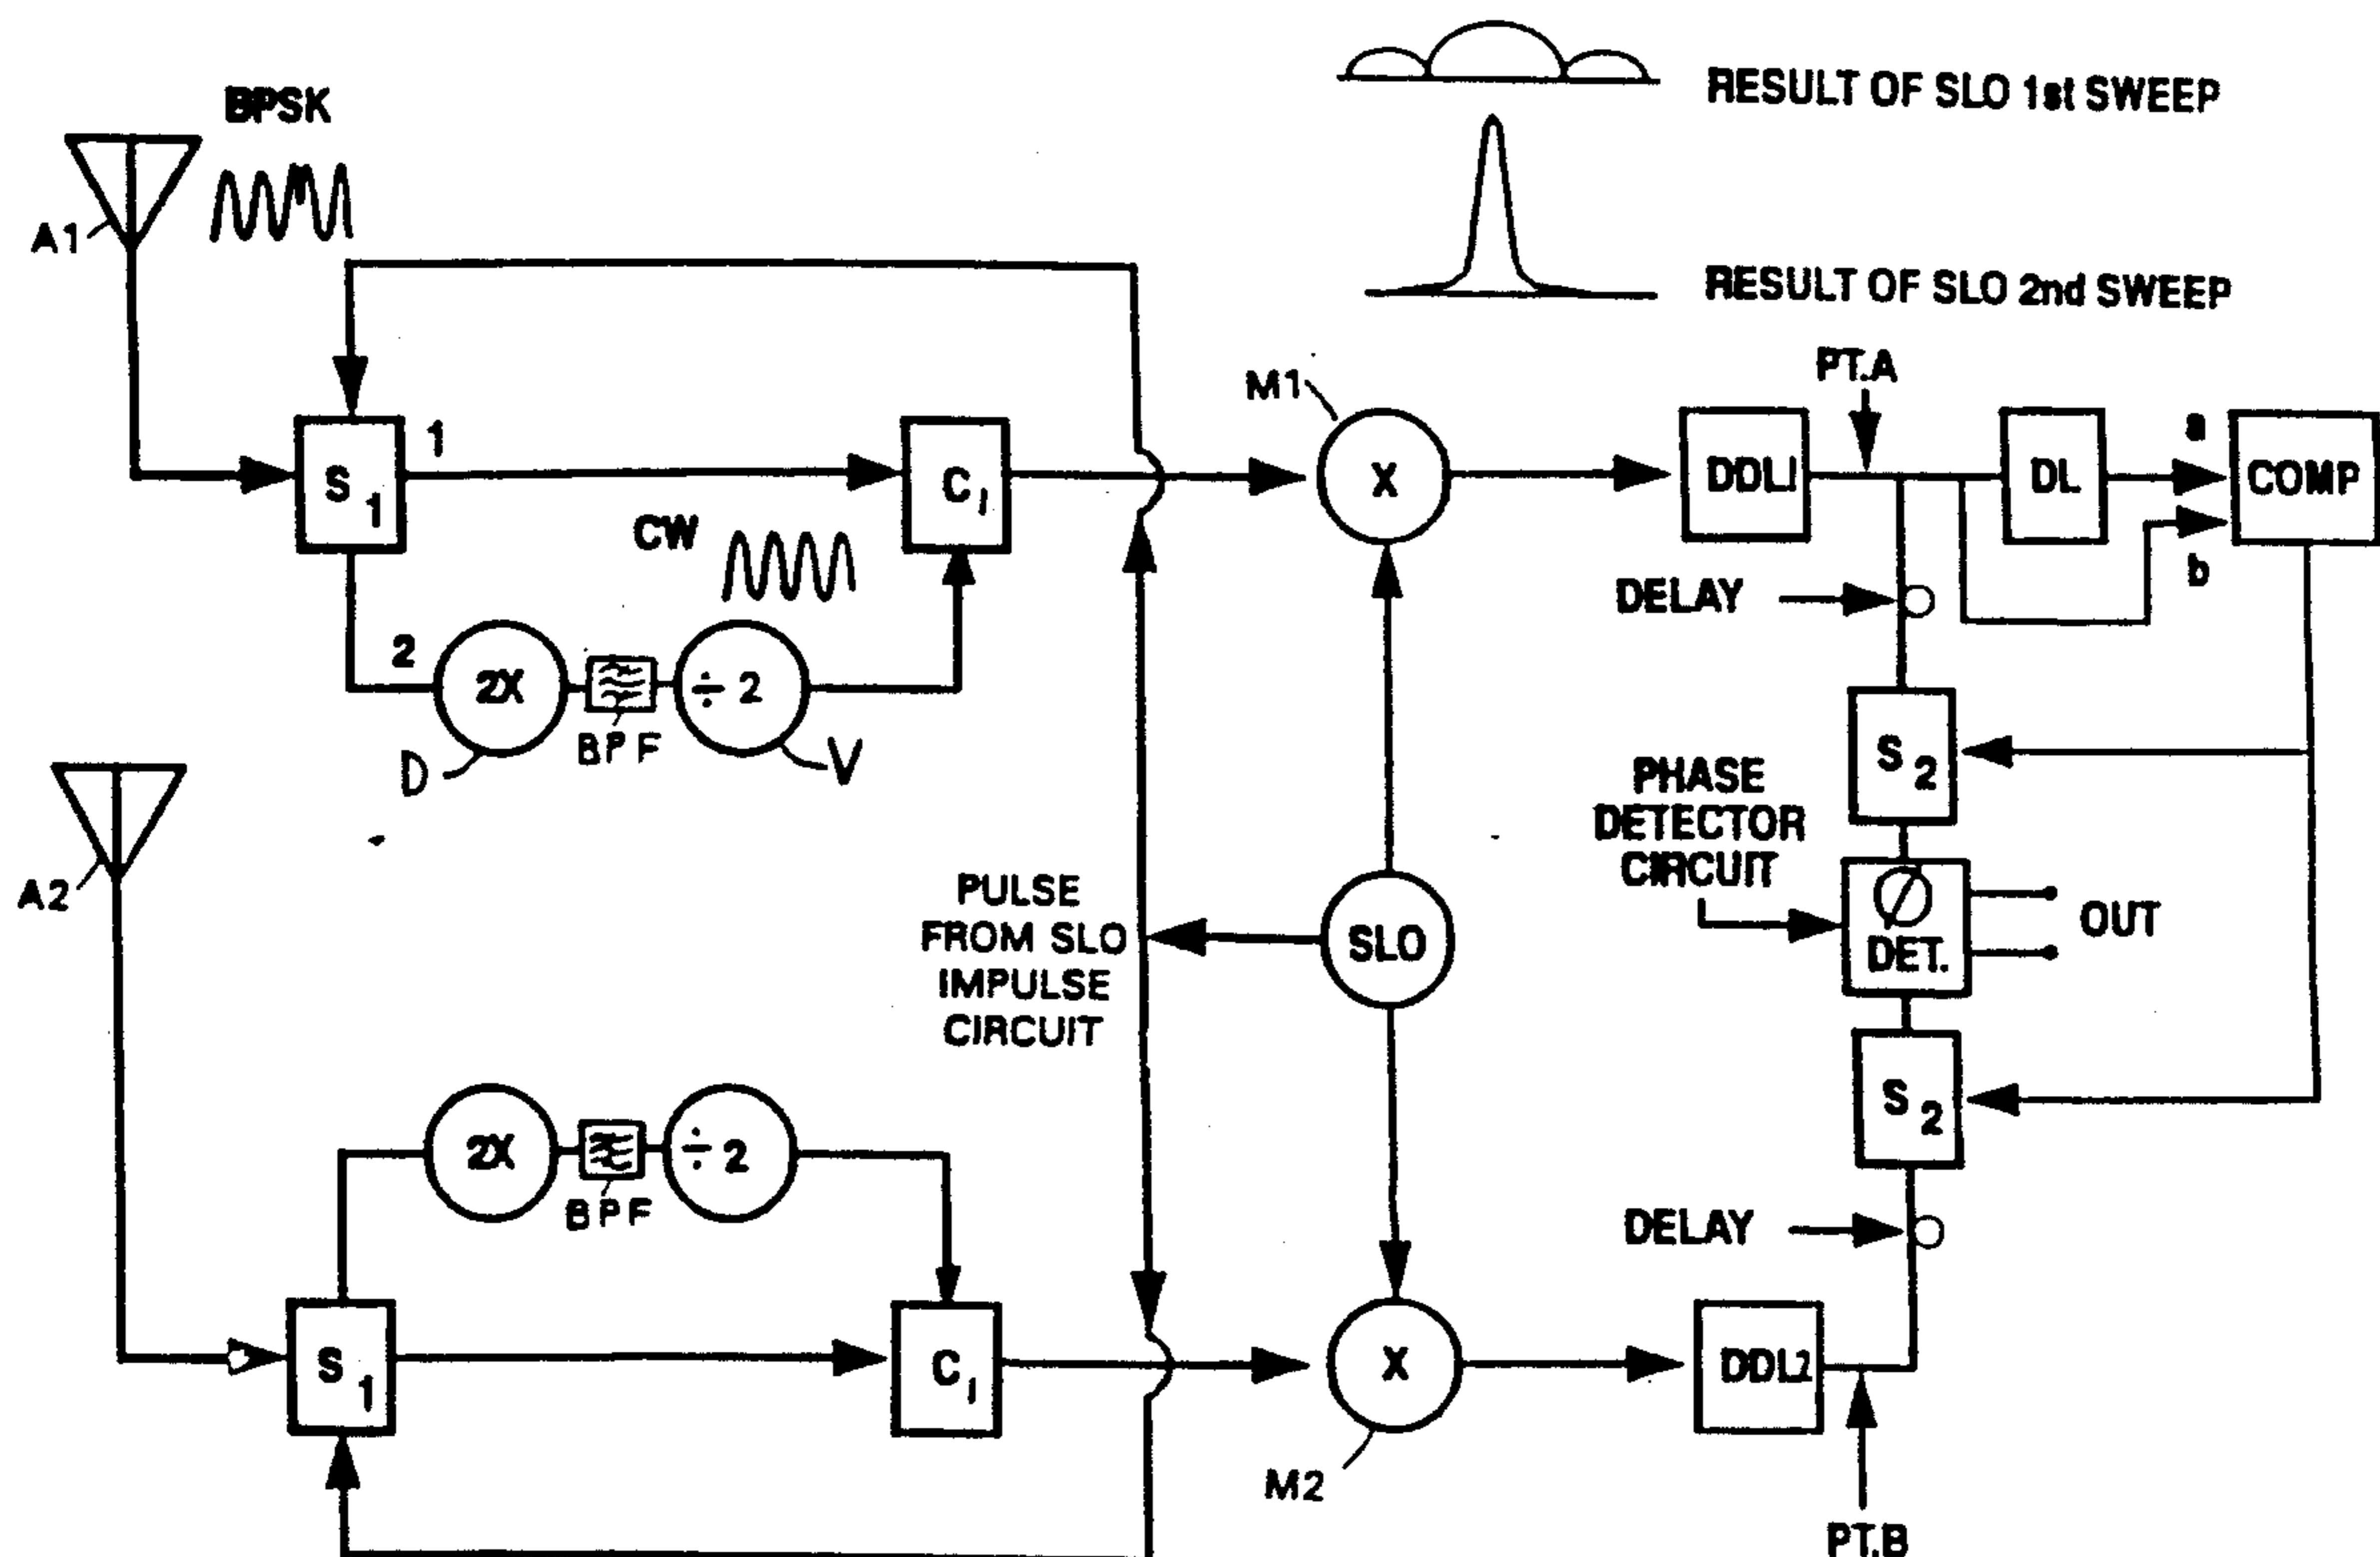 BPSK
A1
RESULT OF SLO 1st SWEEP
RESULT OF SLO 2nd SWEEP
PT.A
M1
S1
1
C1
X
DDL1
DL
a
COMP
b
CW
DELAY
2
2X
÷ 2
BPF
D
V
S2
PHASE
DETECTOR
CIRCUIT
A2
PULSE
FROM SLO
IMPULSE
CIRCUIT
SLO
Ø
DET.
OUT
S2
2X
÷ 2
BPF
DELAY
S1
C1
X
DDL2
M2
PT.B